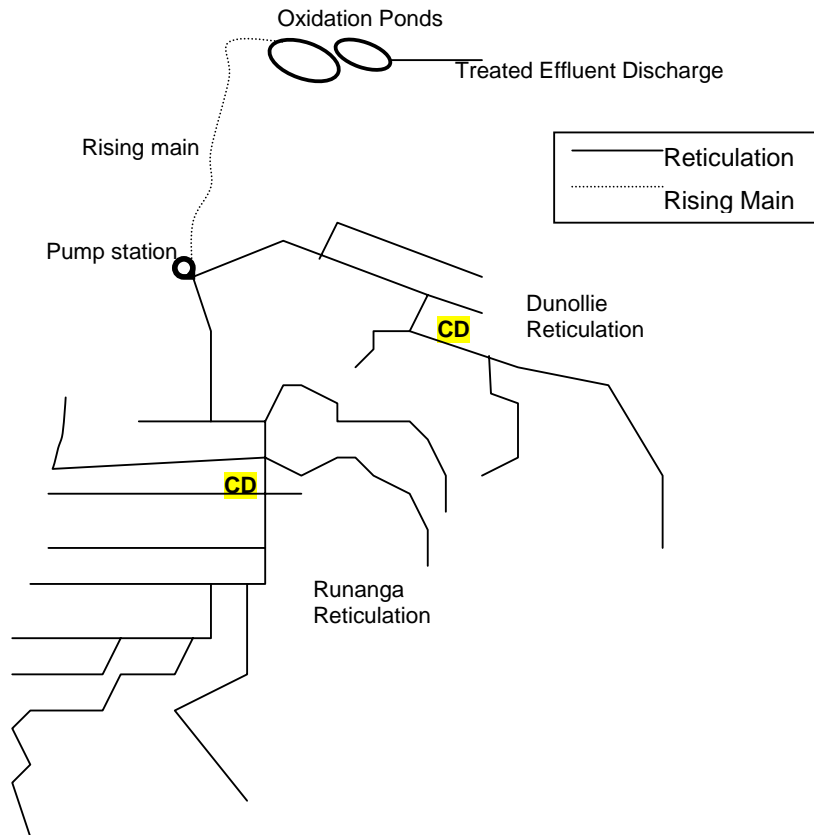 Oxidation Ponds
Treated Effluent Discharge
Rising main
Reticulation
Rising Main
Pump station
Dunollie
Reticulation
CD
CD
Runanga
Reticulation